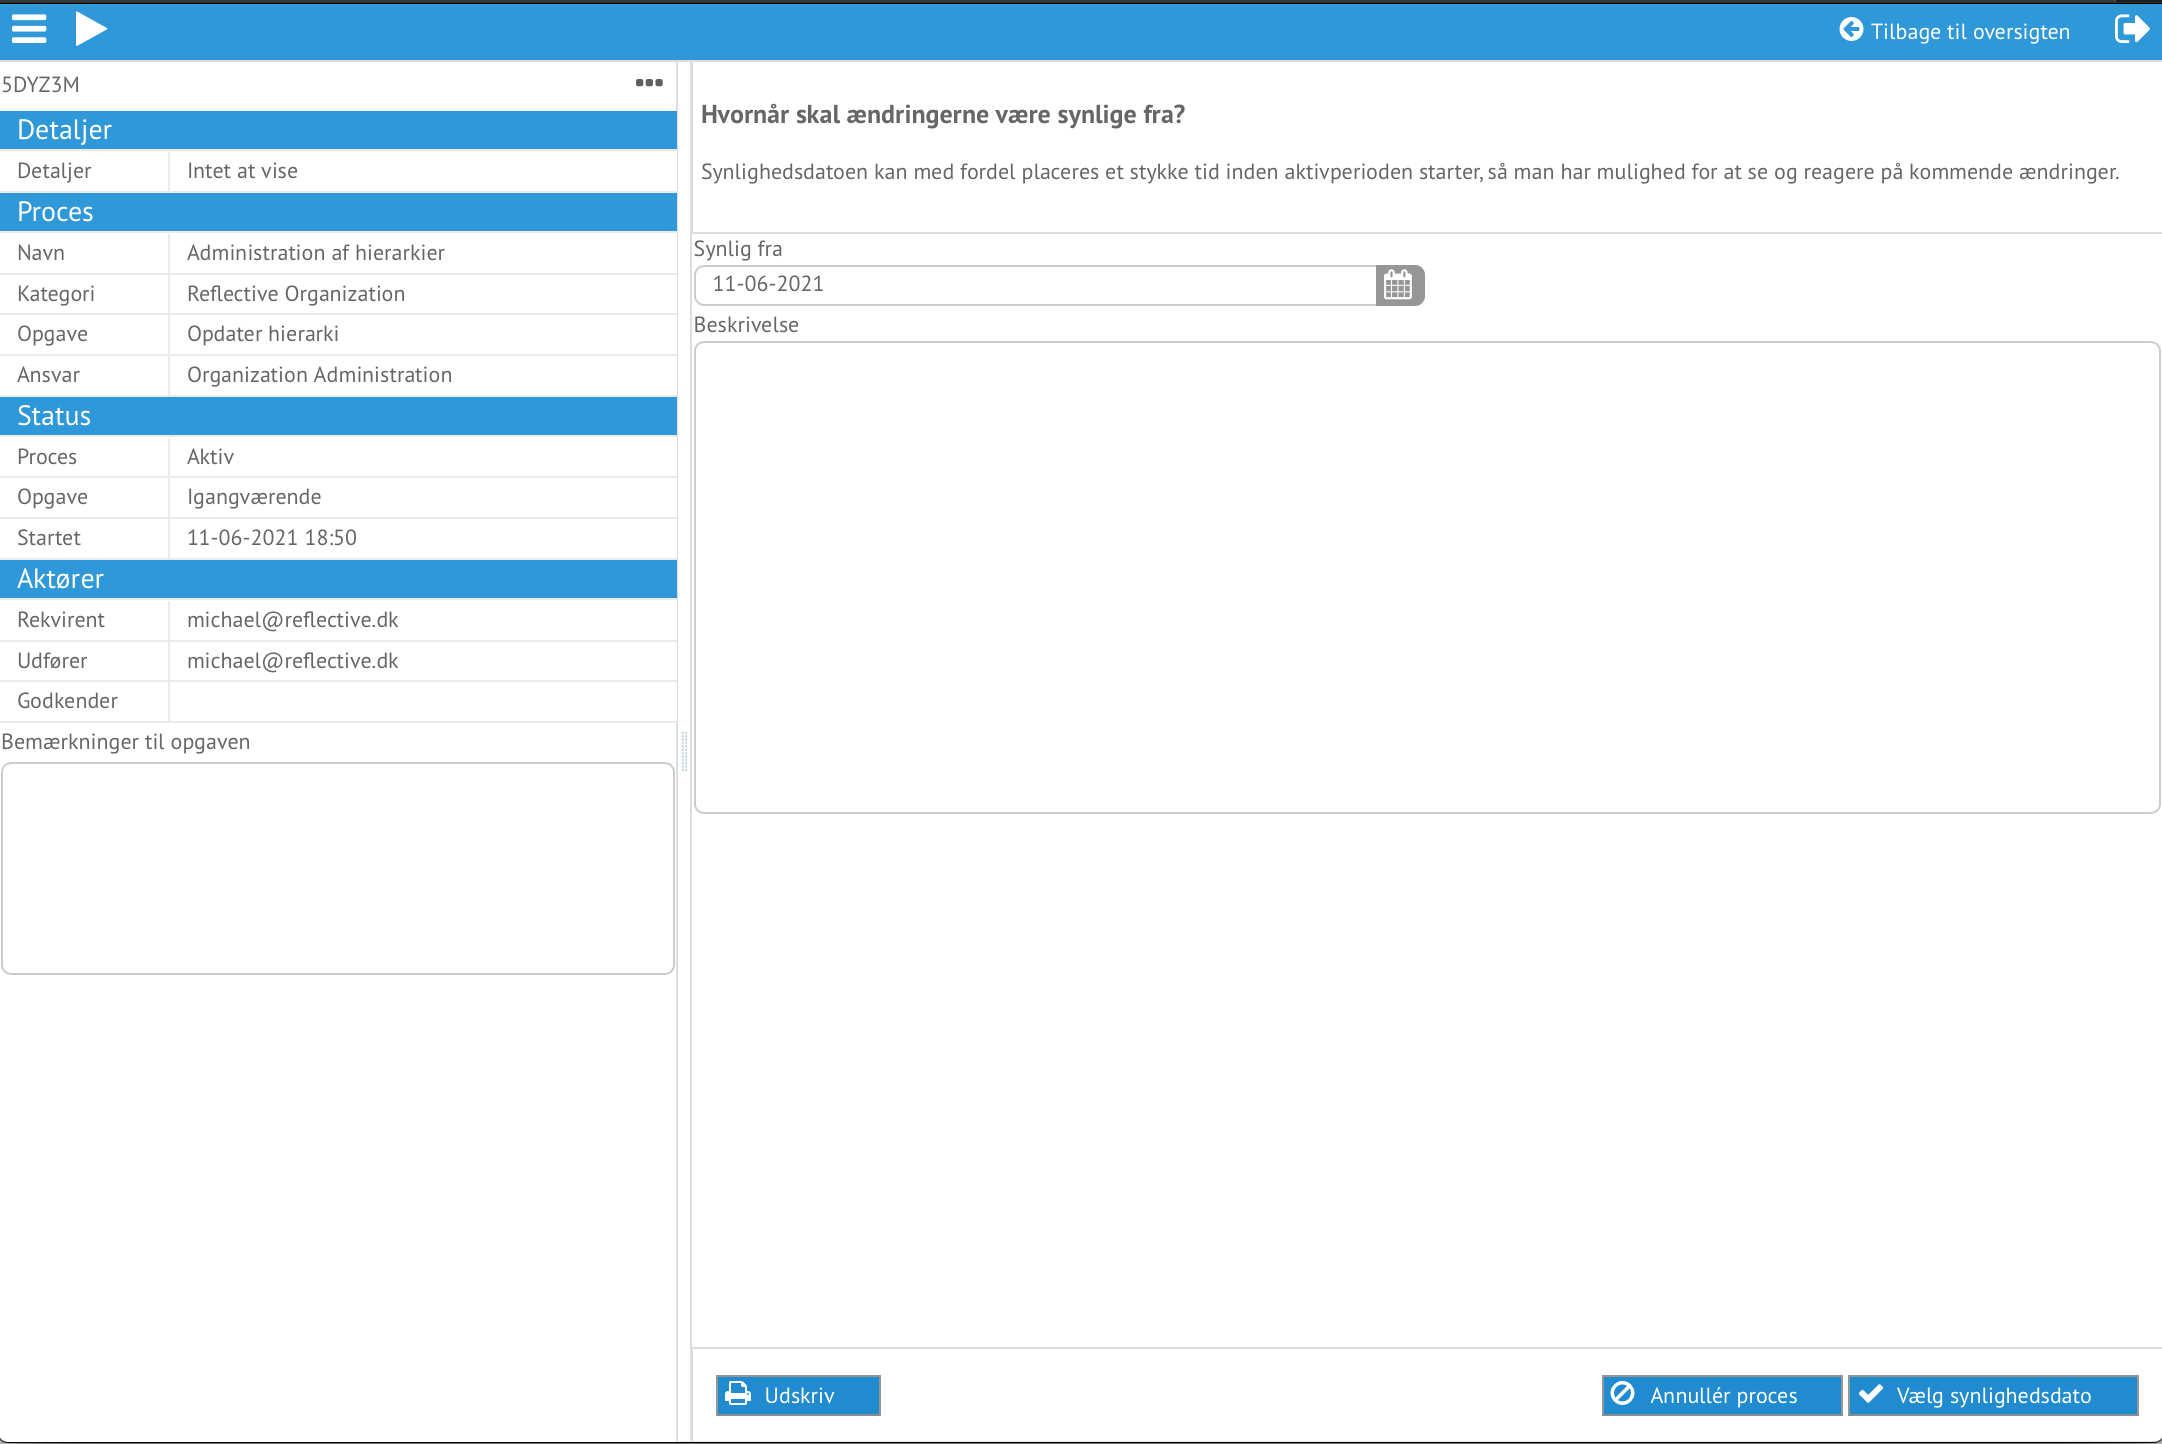 Tilbage til oversigten
5DYZ3M
Detaljer
Detaljer Intet at vise
Proces
Navn Administration af hierarkier
Kategori Reflective Organization
Opgave Opdater hierarki
Ansvar Organization Administration
Status
Proces Aktiv
Opgave Igangværende
Startet 11-06-2021 18:50
Aktører
Rekvirent michael@reflective.dk
Udfører michael@reflective.dk
Godkender
Bemærkninger til opgaven
Hvornår skal ændringerne være synlige fra?
Synlighedsdatoen kan med fordel placeres et stykke tid inden aktivperioden starter, så man har mulighed for at se og reagere på kommende ændringer.
Synlig fra
11-06-2021
Beskrivelse
Udskriv
Annullér proces
Vælg synlighedsdato